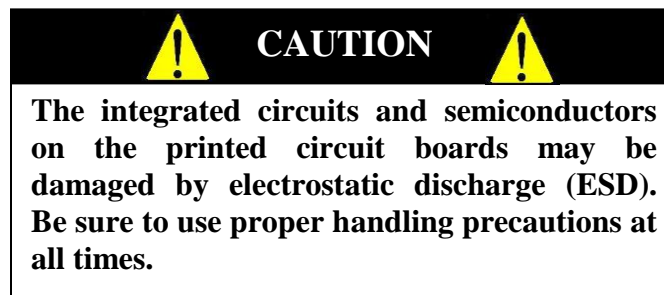 CAUTION
The integrated circuits and semiconductors
on the printed circuit boards may be
damaged by electrostatic discharge (ESD).
Be sure to use proper handling precautions at
all times.